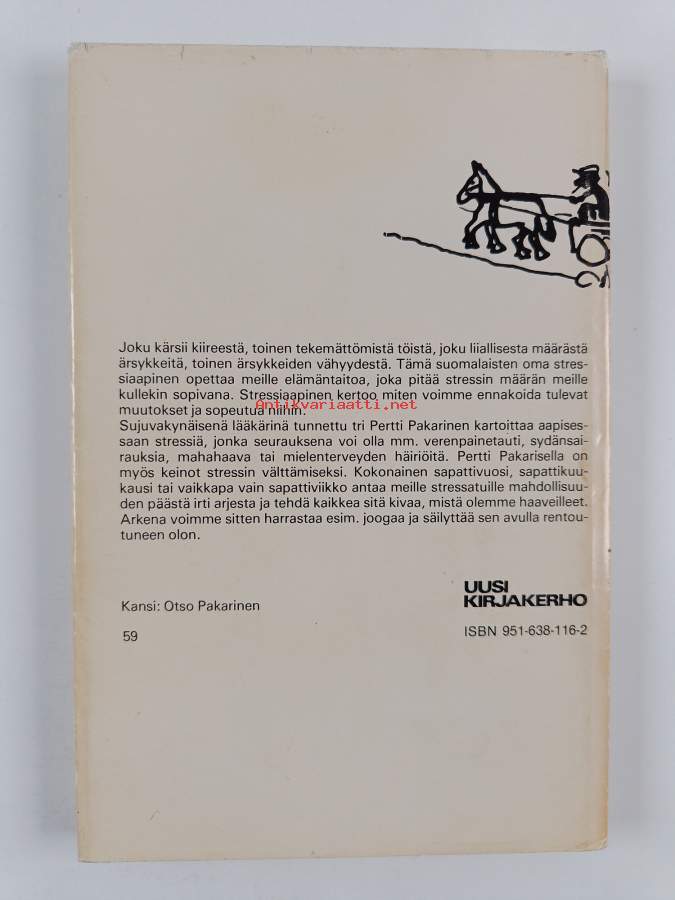 Joku kärsii kiireestä, toinen tekemättömistä töistä, joku liiallisesta määrästä
ärsykkeitä, toinen ärsykkeiden vähyydestä. Tämä suomalaisten oma stres-
siaapinen opettaa meille elämäntaitoa, joka pitää stressin määrän meille
kullekin sopivana. Stressiaapinen kertoo miten voimme ennakoida tulevat
muutokset ja sopeutua niihin.
Antikvariaatti.net
Sujuvakynäisenä lääkärinä tunnettu tri Pertti Pakarinen kartoittaa aapises-
saan stressiä, jonka seurauksena voi olla mm. verenpainetauti, sydänsai-
rauksia, mahahaava tai mielenterveyden häiriöitä. Pertti Pakarisella on
myös keinot stressin välttämiseksi. Kokonainen sapattivuosi, sapattikuu-
kausi tai vaikkapa vain sapattiviikko antaa meille stressatuille mahdollisuu-
den päästä irti arjesta ja tehdä kaikkea sitä kivaa, mistä olemme haaveilleet.
Arkena voimme sitten harrastaa esim. joogaa ja säilyttää sen avulla rentou-
tuneen olon.
Kansi: Otso Pakarinen
59
UUSI
KIRJAKERHO
ISBN 951-638-116-2